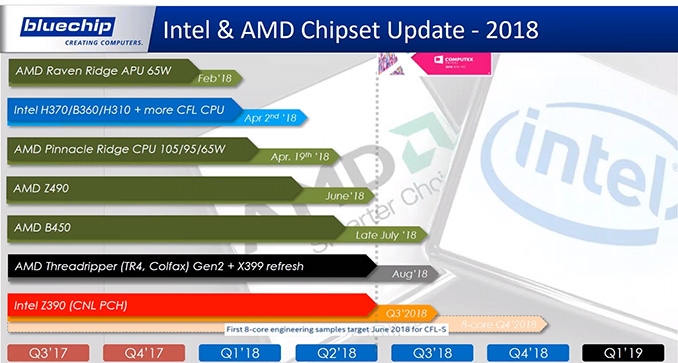 bluechip
CREATING COMPUTERS.
Intel & AMD Chipset Update - 2018
COMPUTEX
AMD Raven Ridge APU 65W
Feb'18
Intel H370/B360/H310 + more CFL CPU
Apr 2nd '18
AMD Pinnacle Ridge CPU 105/95/65W
Apr. 19th '18
AMD Z490
June'18
AMD B450
Late July '18
AMD Threadripper (TR4, Colfax) Gen2 + X399 refresh
Aug'18
Intel Z390 (CNL PCH)
Q3'2018
First 8-core engineering samples target June 2018 for CFL-S
8-core Q4'2018
AMD
Smarter Choi
intel
Q3'17
Q4'17
Q1'18
Q2'18
Q3'18
Q4'18
Q1'19